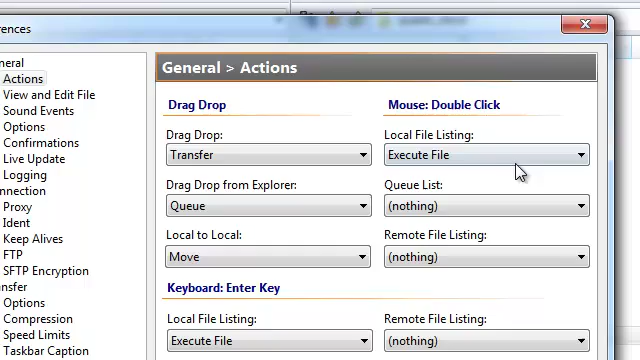 rences
eneral
Actions
View and Edit File
Sound Events
Options
Confirmations
Live Update
Logging
nnection
Proxy
Ident
Keep Alives
FTP
SFTP Encryption
nsfer
Options
Compression
Speed Limits
Taskbar Caption
General > Actions
Drag Drop
Drag Drop:
Transfer
Drag Drop from Explorer:
Queue
Local to Local:
Move
Mouse: Double Click
Local File Listing:
Execute File
Queue List:
(nothing)
Remote File Listing:
(nothing)
Keyboard: Enter Key
Local File Listing:
Execute File
Remote File Listing:
(nothing)